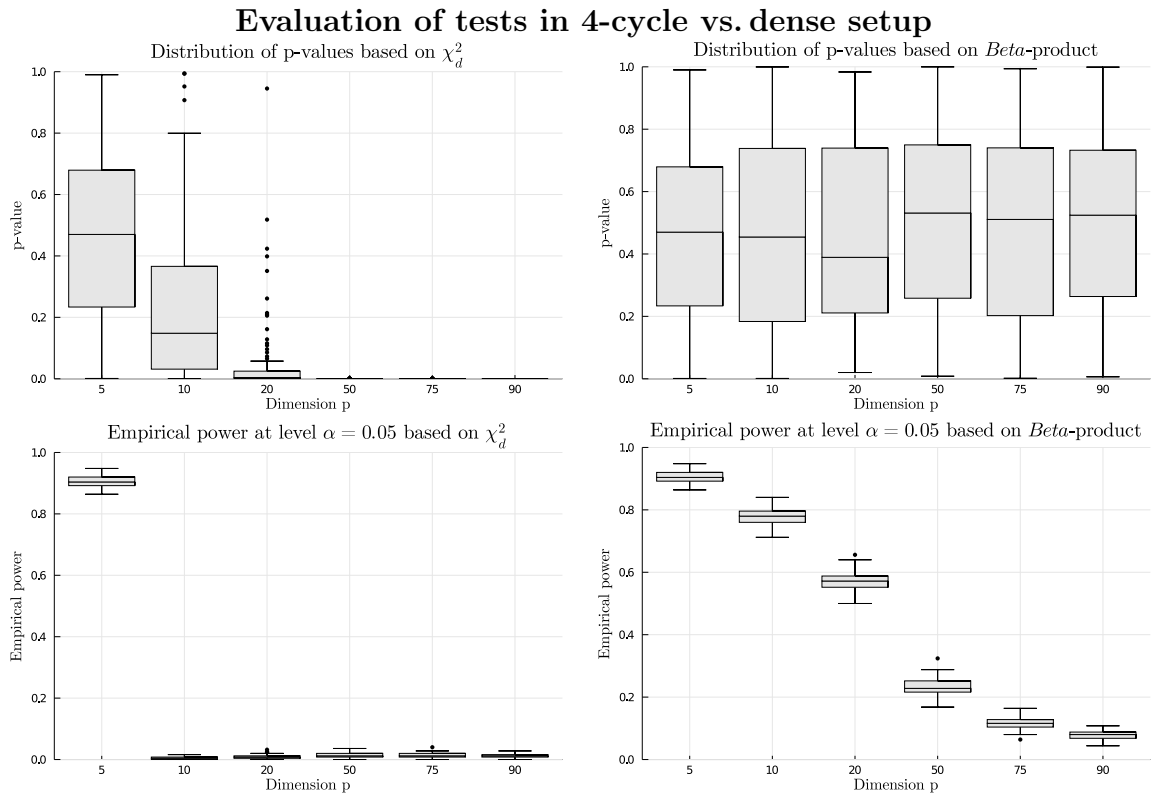 Evaluation of tests in 4-cycle vs. dense setup
Distribution of p-values based on χ²_d
p-value
1.0
0.8
0.6
0.4
0.2
0.0
5 10 20 50 75 90
Dimension p
Distribution of p-values based on Beta-product
p-value
1.0
0.8
0.6
0.4
0.2
0.0
5 10 20 50 75 90
Dimension p
Empirical power at level α = 0.05 based on χ²_d
Empirical power
1.0
0.8
0.6
0.4
0.2
0.0
5 10 20 50 75 90
Dimension p
Empirical power at level α = 0.05 based on Beta-product
Empirical power
1.0
0.8
0.6
0.4
0.2
0.0
5 10 20 50 75 90
Dimension p